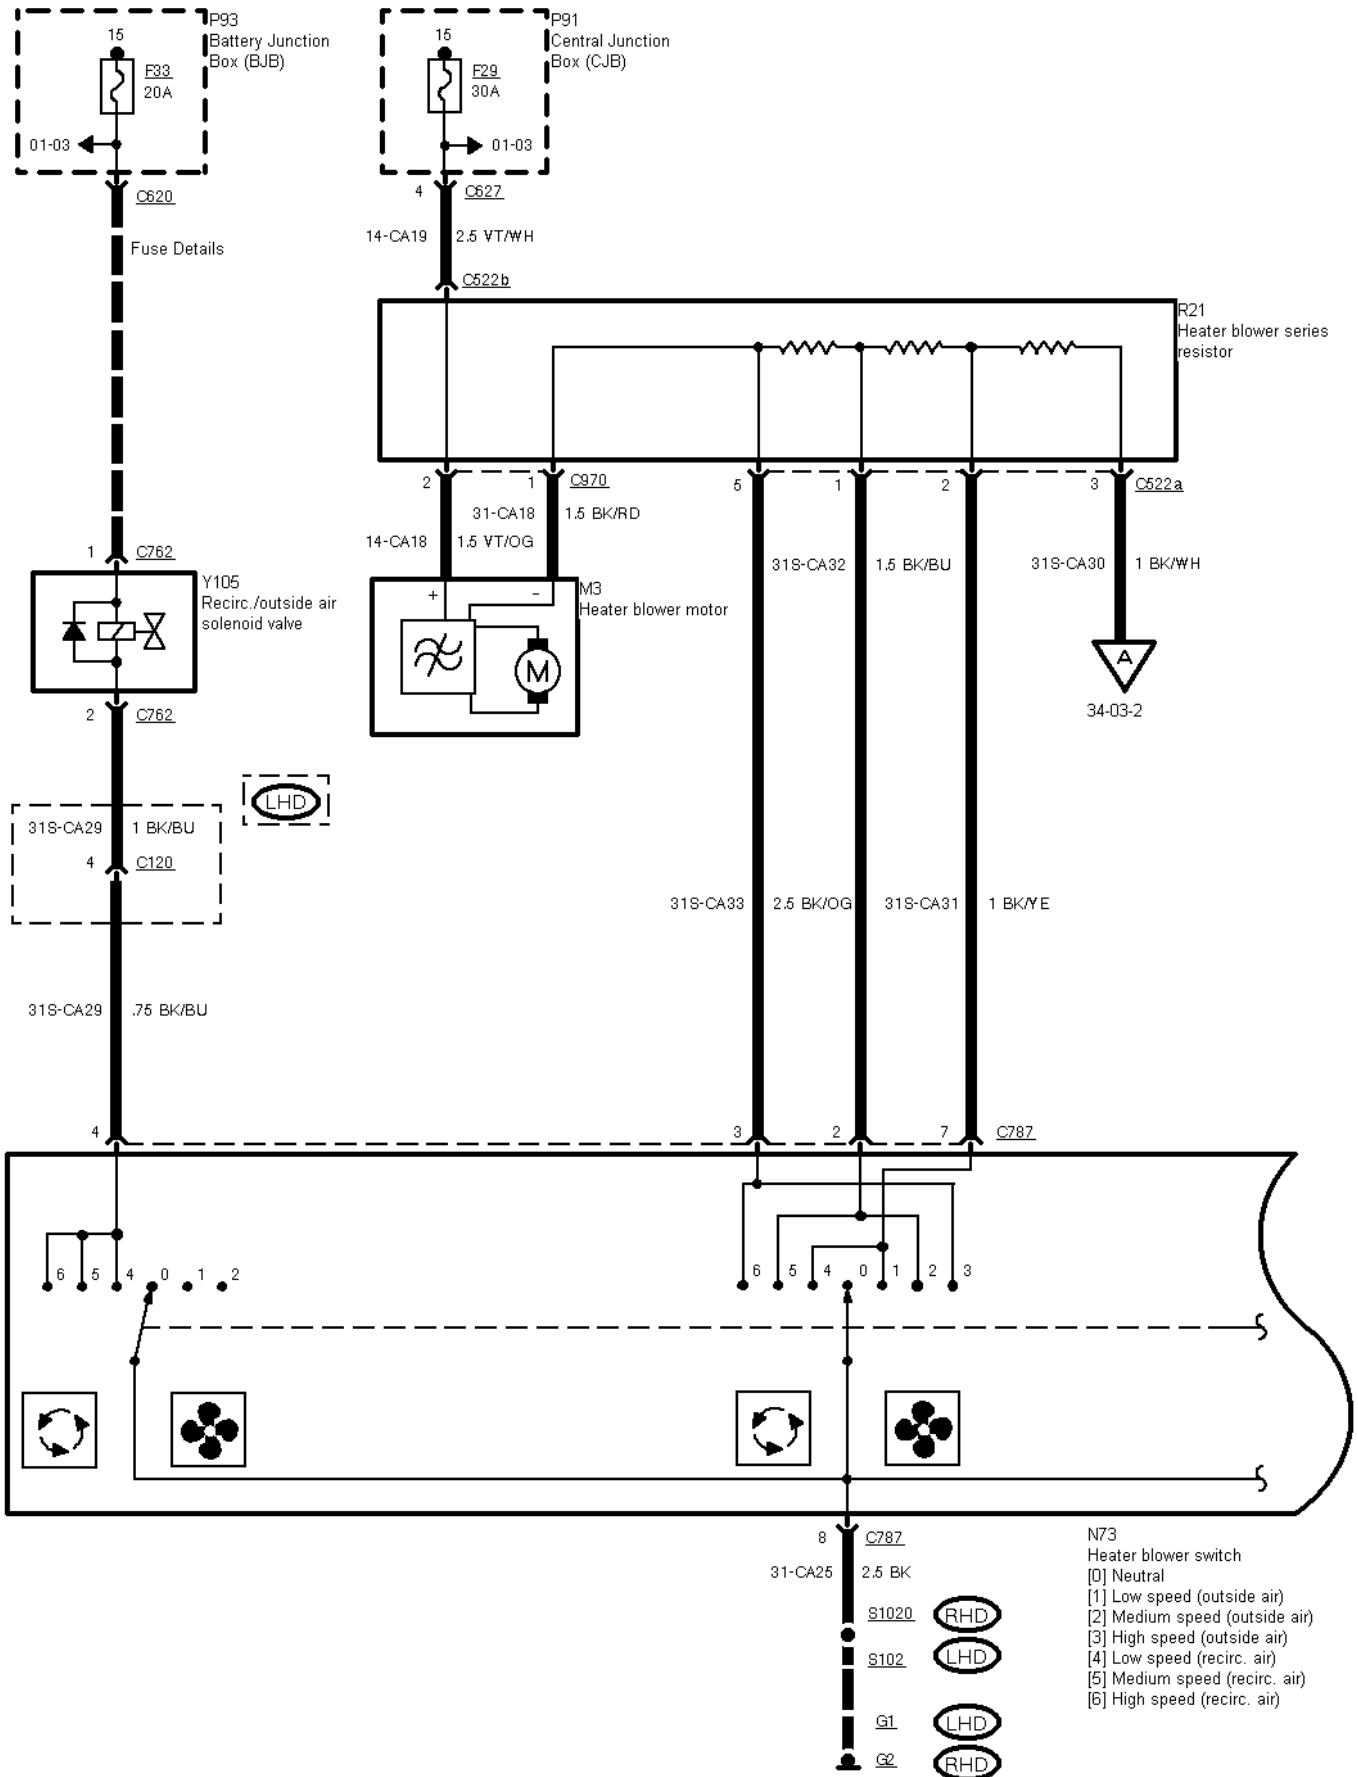 P93
Battery Junction
Box (BJB)
15
F33
20A
01-03
C620
Fuse Details
P91
Central Junction
Box (CJB)
15
F29
30A
01-03
4 C627
14-CA19 2.5 VT/WH
C522b
R21
Heater blower series
resistor
2 1 C970
31-CA18 1.5 BK/RD
14-CA18 1.5 VT/OG
5 1 2 3 C522a
31S-CA32 1.5 BK/BU
31S-CA30 1 BK/WH
1 C762
Y105
Recirc./outside air
solenoid valve
+ -
M3
Heater blower motor
M
A
34-03-2
2 C762
LHD
31S-CA29 1 BK/BU
4 C120
31S-CA33 2.5 BK/OG 31S-CA31 1 BK/YE
31S-CA29 .75 BK/BU
4 3 2 7 C787
6 5 4 0 1 2
6 5 4 0 1 2 3
8 C787
31-CA25 2.5 BK
S1020 RHD
S102 LHD
G1 LHD
G2 RHD
N73
Heater blower switch
[0] Neutral
[1] Low speed (outside air)
[2] Medium speed (outside air)
[3] High speed (outside air)
[4] Low speed (recirc. air)
[5] Medium speed (recirc. air)
[6] High speed (recirc. air)